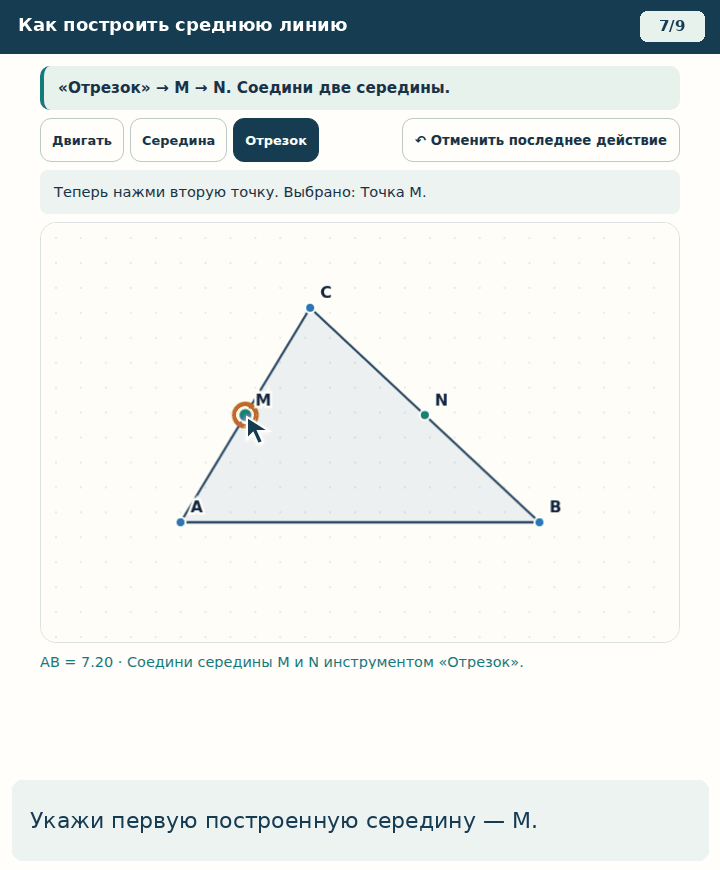 Как построить среднюю линию
7/9
«Отрезок» → M → N. Соедини две середины.
Двигать
Середина
Отрезок
↶ Отменить последнее действие
Теперь нажми вторую точку. Выбрано: Точка M.
C
M
N
A
B
AB = 7.20 · Соедини середины M и N инструментом «Отрезок».
Укажи первую построенную середину — M.